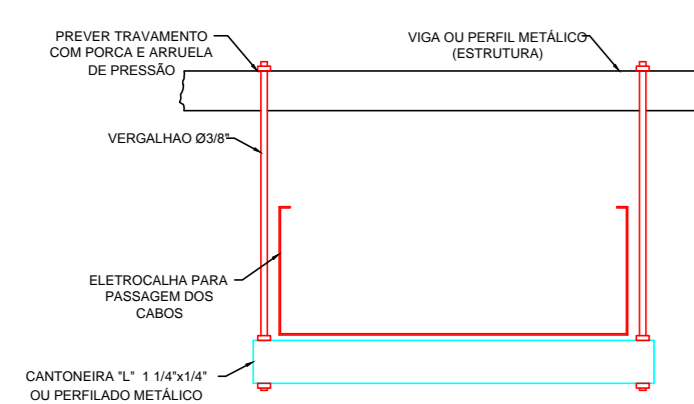 PREVER TRAVAMENTO
COM PORCA E ARRUELA
DE PRESSÃO
VIGA OU PERFIL METÁLICO
(ESTRUTURA)
VERGALHAO Ø3/8"
ELETROCALHA PARA
PASSAGEM DOS
CABOS
CANTONEIRA "L" 1 1/4"x1/4"
OU PERFILADO METÁLICO